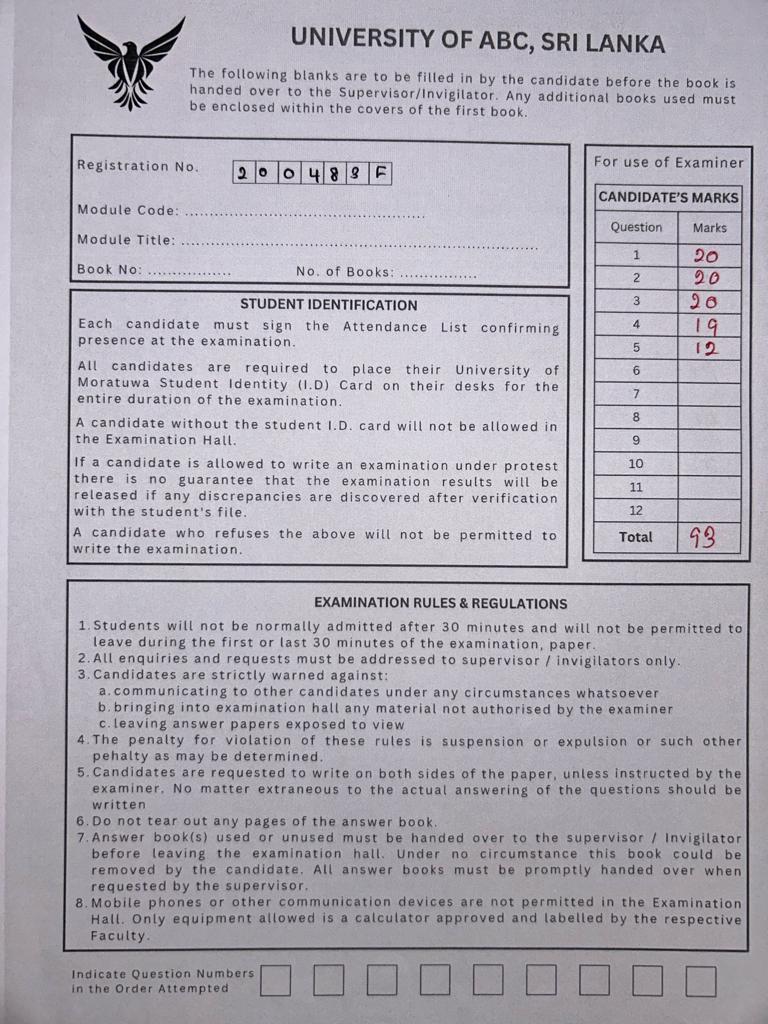 UNIVERSITY OF ABC, SRI LANKA
The following blanks are to be filled in by the candidate before the book is
handed over to the Supervisor/Invigilator. Any additional books used must
be enclosed within the covers of the first book.
Registration No. 2 0 0 4 8 9 F
Module Code: ..........................................
Module Title: ..............................................................
Book No: ............... No. of Books: ..............
STUDENT IDENTIFICATION
Each candidate must sign the Attendance List confirming
presence at the examination.
All candidates are required to place their University of
Moratuwa Student Identity (I.D) Card on their desks for the
entire duration of the examination.
A candidate without the student I.D. card will not be allowed in
the Examination Hall.
If a candidate is allowed to write an examination under protest
there is no guarantee that the examination results will be
released if any discrepancies are discovered after verification
with the student's file.
A candidate who refuses the above will not be permitted to
write the examination.
For use of Examiner
CANDIDATE'S MARKS
Question Marks
1 20
2 20
3 20
4 19
5 12
6
7
8
9
10
11
12
Total 93
EXAMINATION RULES & REGULATIONS
1. Students will not be normally admitted after 30 minutes and will not be permitted to
leave during the first or last 30 minutes of the examination, paper.
2. All enquiries and requests must be addressed to supervisor / invigilators only.
3. Candidates are strictly warned against:
a. communicating to other candidates under any circumstances whatsoever
b. bringing into examination hall any material not authorised by the examiner
c. leaving answer papers exposed to view
4. The penalty for violation of these rules is suspension or expulsion or such other
pehalty as may be determined.
5. Candidates are requested to write on both sides of the paper, unless instructed by the
examiner. No matter extraneous to the actual answering of the questions should be
written
6. Do not tear out any pages of the answer book.
7. Answer book(s) used or unused must be handed over to the supervisor / Invigilator
before leaving the examination hall. Under no circumstance this book could be
removed by the candidate. All answer books must be promptly handed over when
requested by the supervisor.
8. Mobile phones or other communication devices are not permitted in the Examination
Hall. Only equipment allowed is a calculator approved and labelled by the respective
Faculty.
Indicate Question Numbers
in the Order Attempted